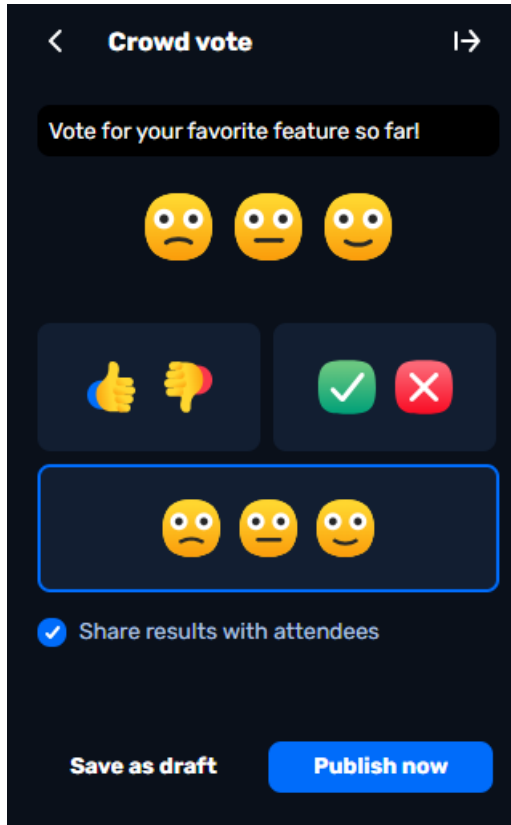 Crowd vote
Vote for your favorite feature so far!
Share results with attendees
Save as draft
Publish now